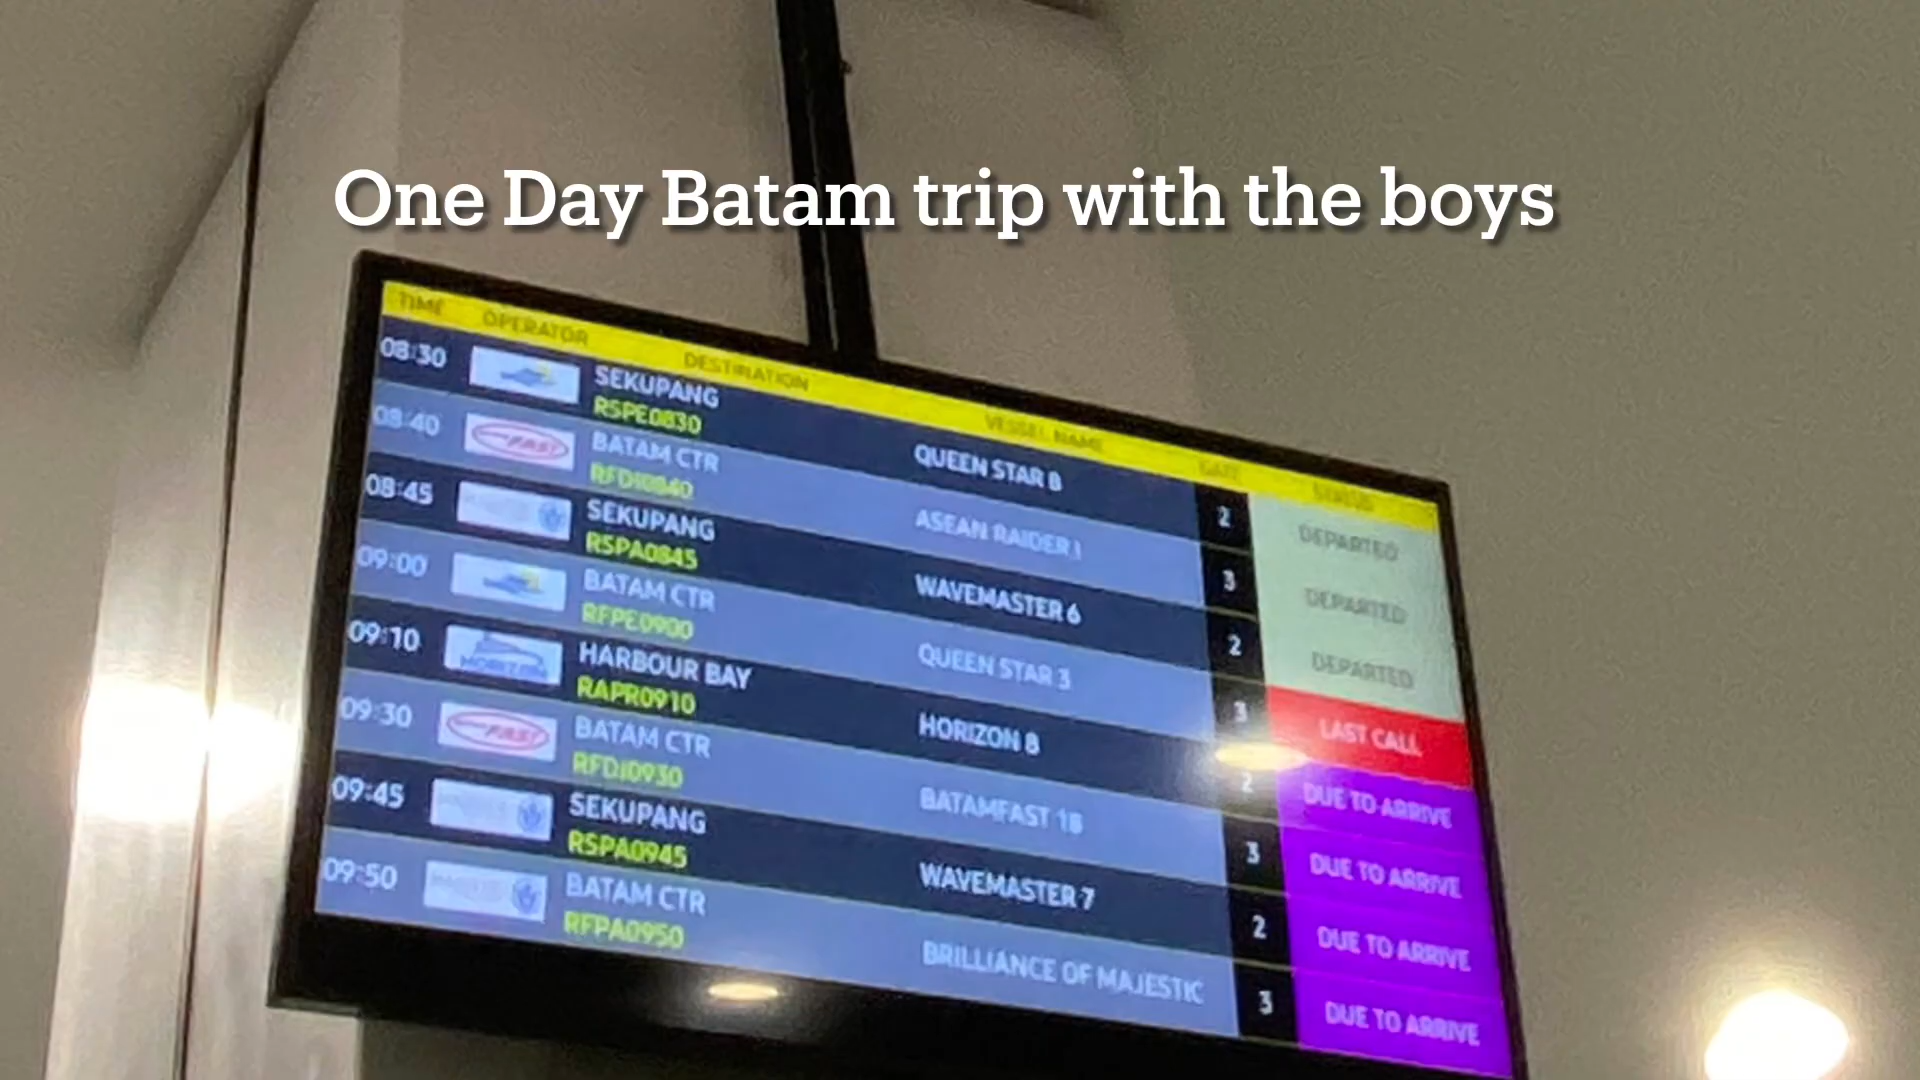 One Day Batam trip with the boys
TIME OPERATOR DESTINATION VESSEL NAME GATE STATUS
08:30 SEKUPANG QUEEN STAR 8 2 DEPARTED
RSPE0830
08:40 FAST BATAM CTR ASEAN RAIDER I 3 DEPARTED
RFDI0840
08:45 SEKUPANG WAVEMASTER 6 2 DEPARTED
RSPA0845
09:00 BATAM CTR QUEEN STAR 3 3 LAST CALL
RFPE0900
09:10 HORIZON HARBOUR BAY HORIZON 8 2 DUE TO ARRIVE
RAPR0910
09:30 FAST BATAM CTR BATAMFAST 18 3 DUE TO ARRIVE
RFDI0930
09:45 SEKUPANG WAVEMASTER 7 2 DUE TO ARRIVE
RSPA0945
09:50 BATAM CTR BRILLIANCE OF MAJESTIC 3 DUE TO ARRIVE
RFPA0950